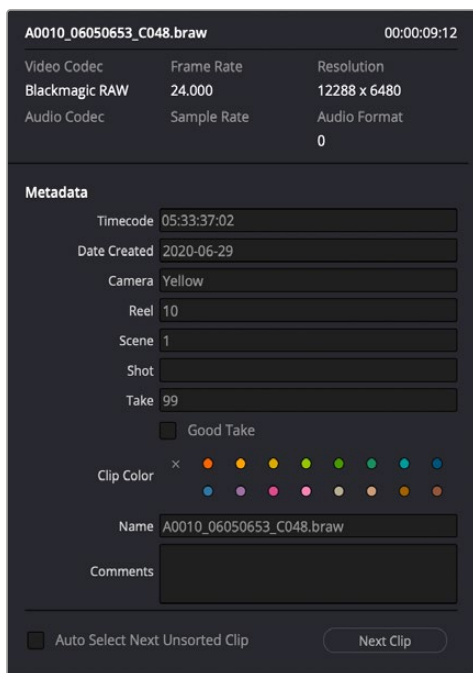 A0010_06050653_C048.braw 00:00:09:12
Video Codec Frame Rate Resolution
Blackmagic RAW 24.000 12288 x 6480
Audio Codec Sample Rate Audio Format
0
Metadata
Timecode 05:33:37:02
Date Created 2020-06-29
Camera Yellow
Reel 10
Scene 1
Shot
Take 99
Good Take
Clip Color ×
Name A0010_06050653_C048.braw
Comments
Auto Select Next Unsorted Clip Next Clip